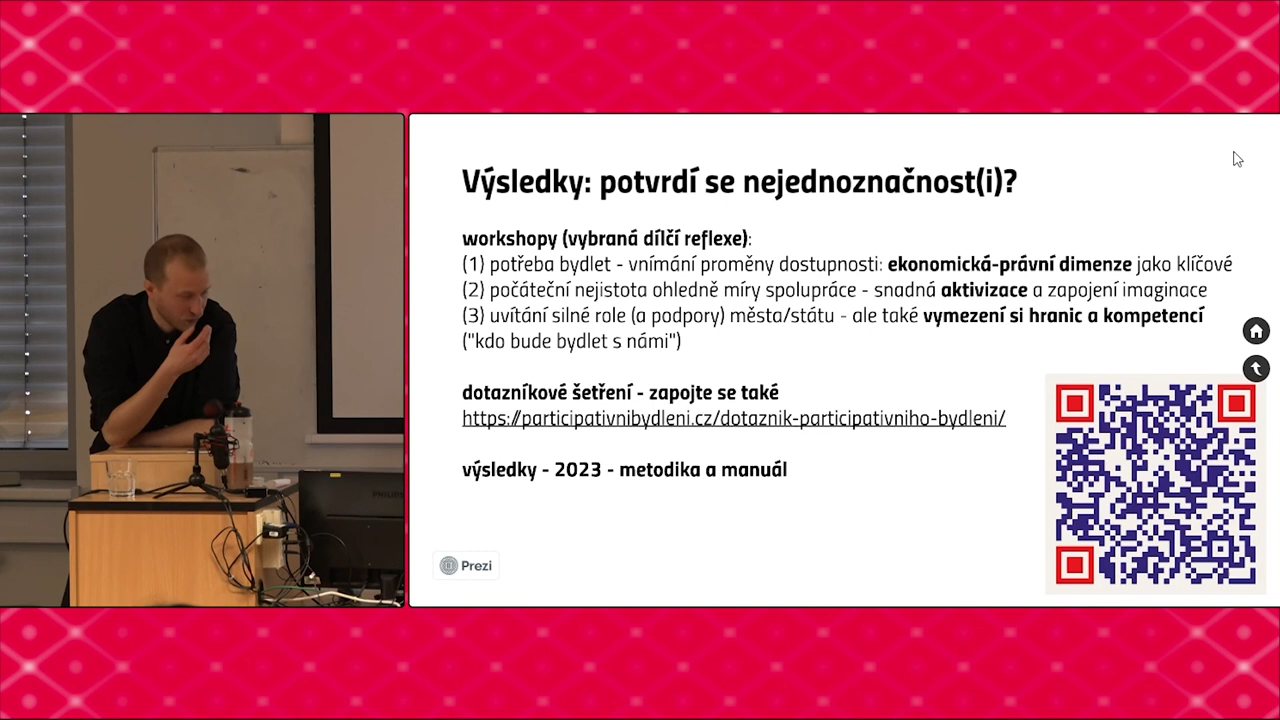 Výsledky: potvrdí se nejednoznačnost(i)?
workshopy (vybraná dílčí reflexe):
(1) potřeba bydlet - vnímání proměny dostupnosti: ekonomická-právní dimenze jako klíčové
(2) počáteční nejistota ohledně míry spolupráce - snadná aktivizace a zapojení imaginace
(3) uvítání silné role (a podpory) města/státu - ale také vymezení si hranic a kompetencí
("kdo bude bydlet s námi")
dotazníkové šetření - zapojte se také
https://participativnibydleni.cz/dotaznik-participativniho-bydleni/
výsledky - 2023 - metodika a manuál
Prezi
PHILIPS